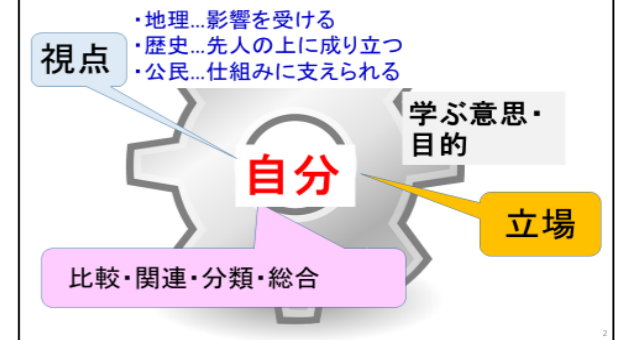 ・地理...影響を受ける
・歴史...先人の上に成り立つ
・公民...仕組みに支えられる
視点
学ぶ意思・
目的
自分
立場
比較・関連・分類・総合
2